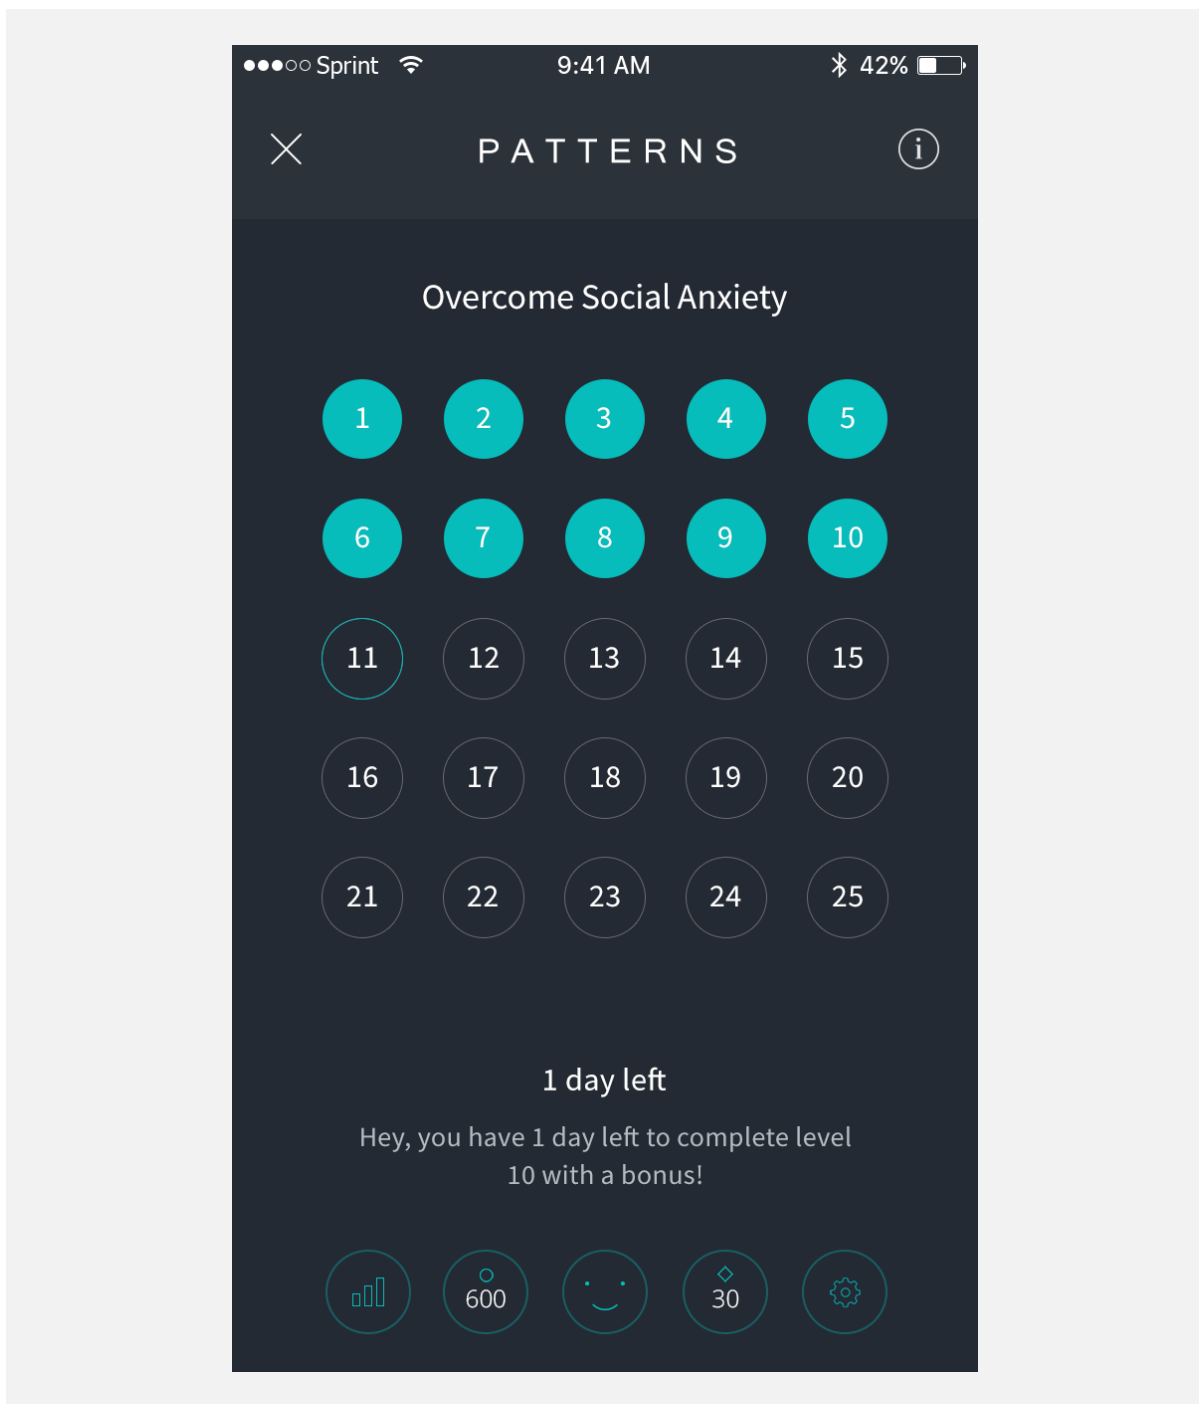 Sprint 9:41 AM 42%
PATTERNS
i
Overcome Social Anxiety
1 2 3 4 5
6 7 8 9 10
11 12 13 14 15
16 17 18 19 20
21 22 23 24 25
1 day left
Hey, you have 1 day left to complete level
10 with a bonus!
600 30